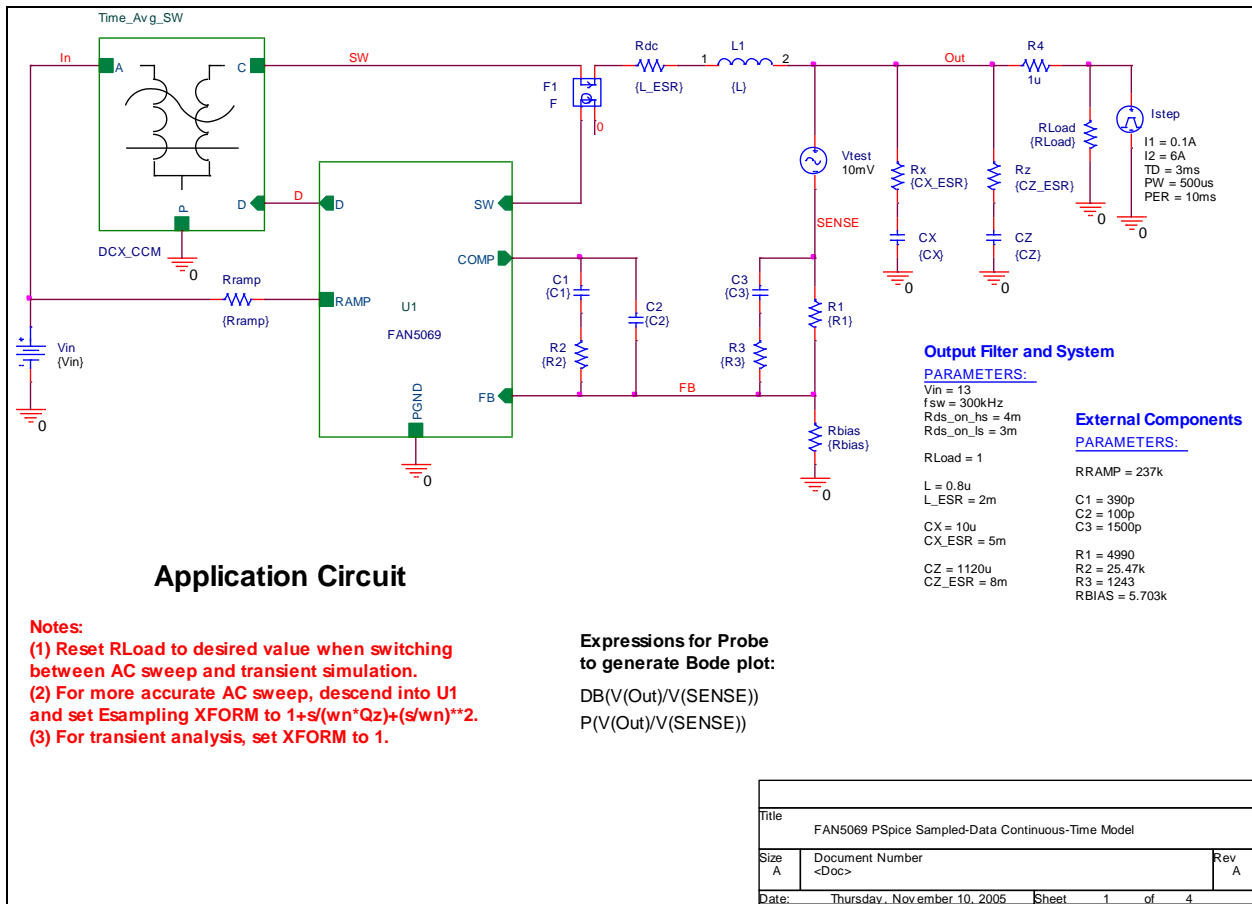 Time_Avg_SW
In
A
C
SW
D
P
DCX_CCM
0
D
D
F1
F
0
Rdc
{L_ESR}
1
L1
2
{L}
Out
R4
1u
RLoad
{RLoad}
0
Istep
I1 = 0.1A
I2 = 6A
TD = 3ms
PW = 500us
PER = 10ms
0
Vtest
10mV
Rx
{CX_ESR}
Rz
{CZ_ESR}
SENSE
CX
{CX}
0
CZ
{CZ}
0
SW
COMP
Rramp
{Rramp}
RAMP
U1
FAN5069
PGND
0
FB
C1
{C1}
C2
{C2}
R2
{R2}
C3
{C3}
R1
{R1}
R3
{R3}
FB
Rbias
{Rbias}
0
Vin
{Vin}
0
Output Filter and System
PARAMETERS:
Vin = 13
fsw = 300kHz
Rds_on_hs = 4m
Rds_on_ls = 3m
RLoad = 1
L = 0.8u
L_ESR = 2m
CX = 10u
CX_ESR = 5m
CZ = 1120u
CZ_ESR = 8m
External Components
PARAMETERS:
RRAMP = 237k
C1 = 390p
C2 = 100p
C3 = 1500p
R1 = 4990
R2 = 25.47k
R3 = 1243
RBIAS = 5.703k
Application Circuit
Notes:
(1) Reset RLoad to desired value when switching
between AC sweep and transient simulation.
(2) For more accurate AC sweep, descend into U1
and set Esampling XFORM to 1+s/(wn*Qz)+(s/wn)**2.
(3) For transient analysis, set XFORM to 1.
Expressions for Probe
to generate Bode plot:
DB(V(Out)/V(SENSE))
P(V(Out)/V(SENSE))
Title
FAN5069 PSpice Sampled-Data Continuous-Time Model
Size
A
Document Number
<Doc>
Rev
A
Date: Thursday, November 10, 2005 Sheet 1 of 4